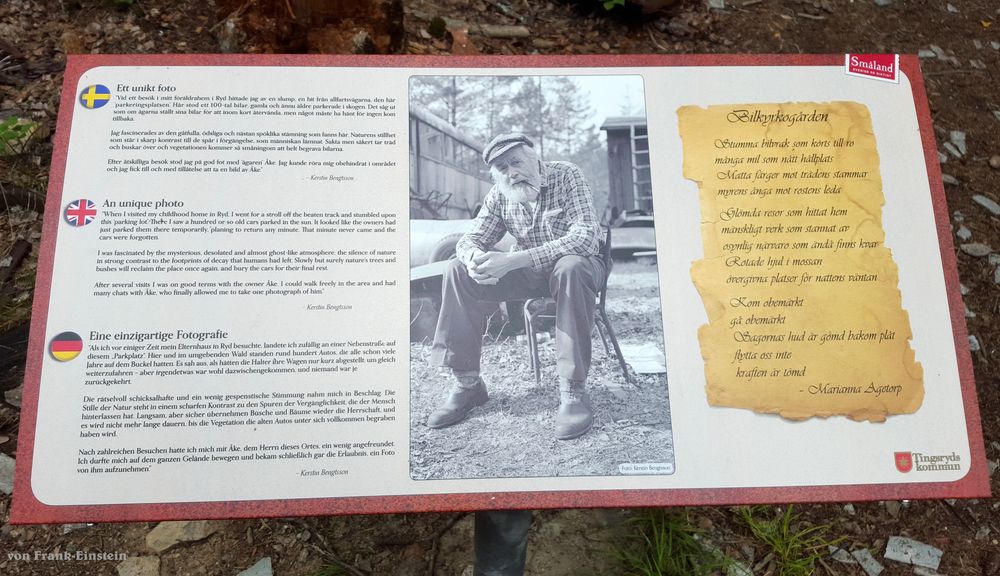 Ett unikt foto
"Vid ett besök i mitt föräldrahem i Ryd hittade jag av en slump, en bit från allfartsvägarna, den här
"parkeringsplatsen". Här stod ett 100-tal bilar, gamla och ännu äldre parkerade i skogen. Det såg ut
som om ägarna ställt sina bilar för att inom kort återvända, men något måste ha hänt för ingen kom
tillbaka.
Jag fascinerades av den gåtfulla, ödsliga och nästan spöklika stämning som fanns här. Naturens stillhet
som står i skarp kontrast till de spår i förgängelse, som människan lämnat. Sakta men säkert tar träd
och buskar över och vegetationen kommer så småningom att helt begrava bilarna.
Efter åtskilliga besök stod jag på god fot med "ägaren" Åke. Jag kunde röra mig obehindrat i området
och jag fick till och med tillåtelse att ta en bild av Åke."
- Kerstin Bengtsson
An unique photo
"When I visited my childhood home in Ryd, I went for a stroll off the beaten track and stumbled upon
this 'parking lot'. There I saw a hundred or so old cars parked in the sun. It looked like the owners had
just parked them there temporarily, planing to return any minute. That minute never came and the
cars were forgotten.
I was fascinated by the mysterious, desolated and almost ghost-like atmosphere; the silence of nature
in strong contrast to the footprints of decay that humans had left. Slowly but surely nature's trees and
bushes will reclaim the place once again, and bury the cars for their final rest.
After several visits I was on good terms with the owner Åke. I could walk freely in the area and had
many chats with Åke, who finally allowed me to take one photograph of him."
- Kerstin Bengtsson
Eine einzigartige Fotografie
"Als ich vor einiger Zeit mein Elternhaus in Ryd besuchte, landete ich zufällig an einer Nebenstraße auf
diesem „Parkplatz". Hier und im umgebenden Wald standen rund hundert Autos, die alle schon viele
Jahre auf dem Buckel hatten. Es sah aus, als hätten die Halter ihre Wagen nur kurz abgestellt, um gleich
weiterzufahren – aber irgendetwas war wohl dazwischengekommen, und niemand war je
zurückgekehrt.
Die rätselvoll schicksalhafte und ein wenig gespenstische Stimmung nahm mich in Beschlag. Die
Stille der Natur steht in einem scharfen Kontrast zu den Spuren der Vergänglichkeit, die der Mensch
hinterlassen hat. Langsam, aber sicher übernehmen Büsche und Bäume wieder die Herrschaft, und
es wird nicht mehr lange dauern, bis die Vegetation die alten Autos unter sich vollkommen begraben
haben wird.
Nach zahlreichen Besuchen hatte ich mich mit Åke, dem Herrn dieses Ortes, ein wenig angefreundet.
Ich durfte mich auf dem ganzen Gelände bewegen und bekam schließlich gar die Erlaubnis, ein Foto
von ihm aufzunehmen."
- Kerstin Bengtsson
Foto: Kerstin Bengtsson
Småland
Bilkyrkogården
Stumma bilvrak som körts till ro
många mil som nått hållplats
Matta färger mot trädens stammar
myrens ånga mot rostens leda
Glömda resor som hittat hem
mänskligt verk som stannat av
osynlig närvaro som ändå finns kvar
Rotade hjul i mossan
övergivna platser för nattens väntan
Kom obemärkt
gå obemärkt
Sagornas hud är gömd bakom plåt
flytta oss inte
kraften är tömd
- Marianna Agetorp
Tingsryds
kommun
von Frank-Einstein